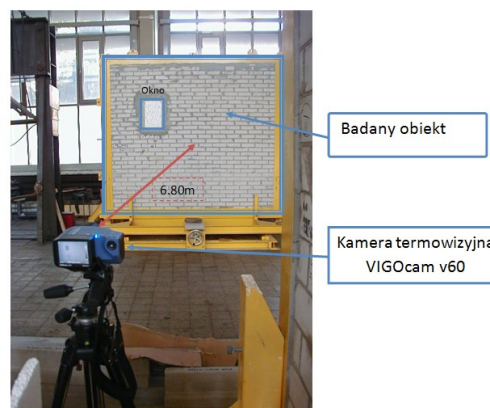 Okno
Badany obiekt
6.80m
Kamera termowizyjna
VIGOcam v60